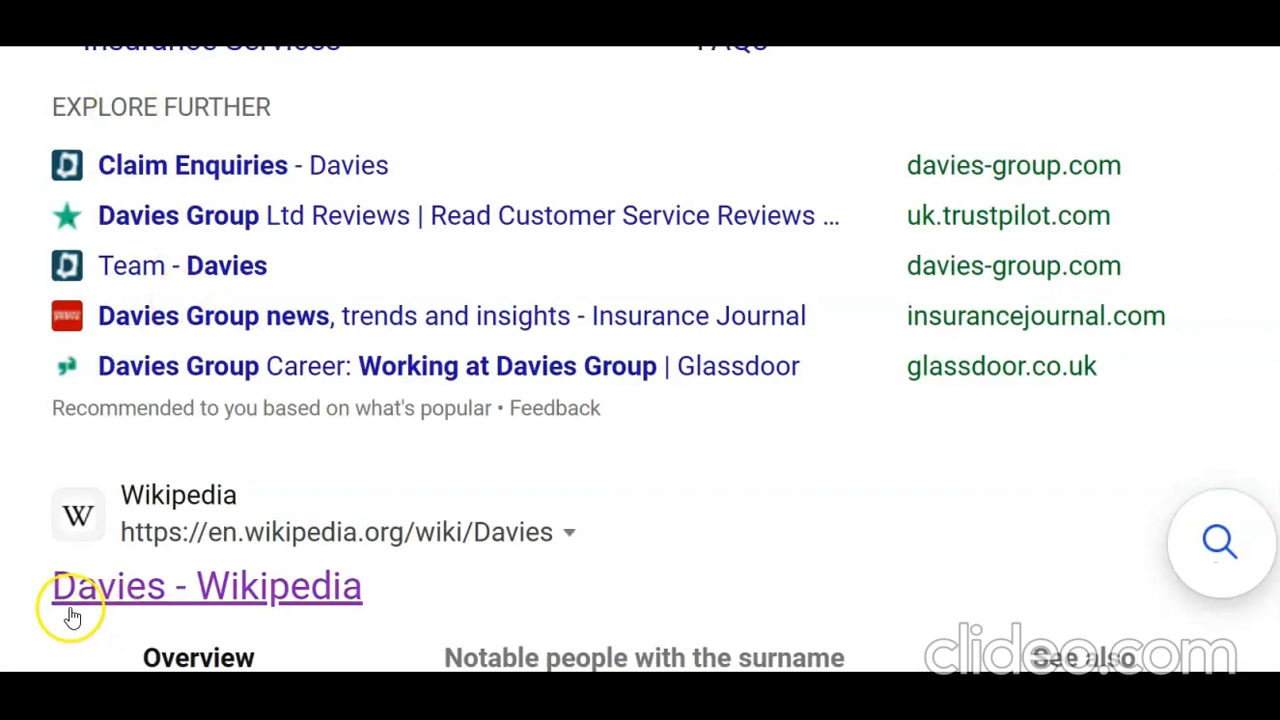 Insurance Services FAQs
EXPLORE FURTHER
Claim Enquiries - Davies davies-group.com
Davies Group Ltd Reviews | Read Customer Service Reviews ... uk.trustpilot.com
Team - Davies davies-group.com
Davies Group news, trends and insights - Insurance Journal insurancejournal.com
Davies Group Career: Working at Davies Group | Glassdoor glassdoor.co.uk
Recommended to you based on what's popular • Feedback
W
Wikipedia
https://en.wikipedia.org/wiki/Davies
Davies - Wikipedia
Overview Notable people with the surname See also
clideo.com